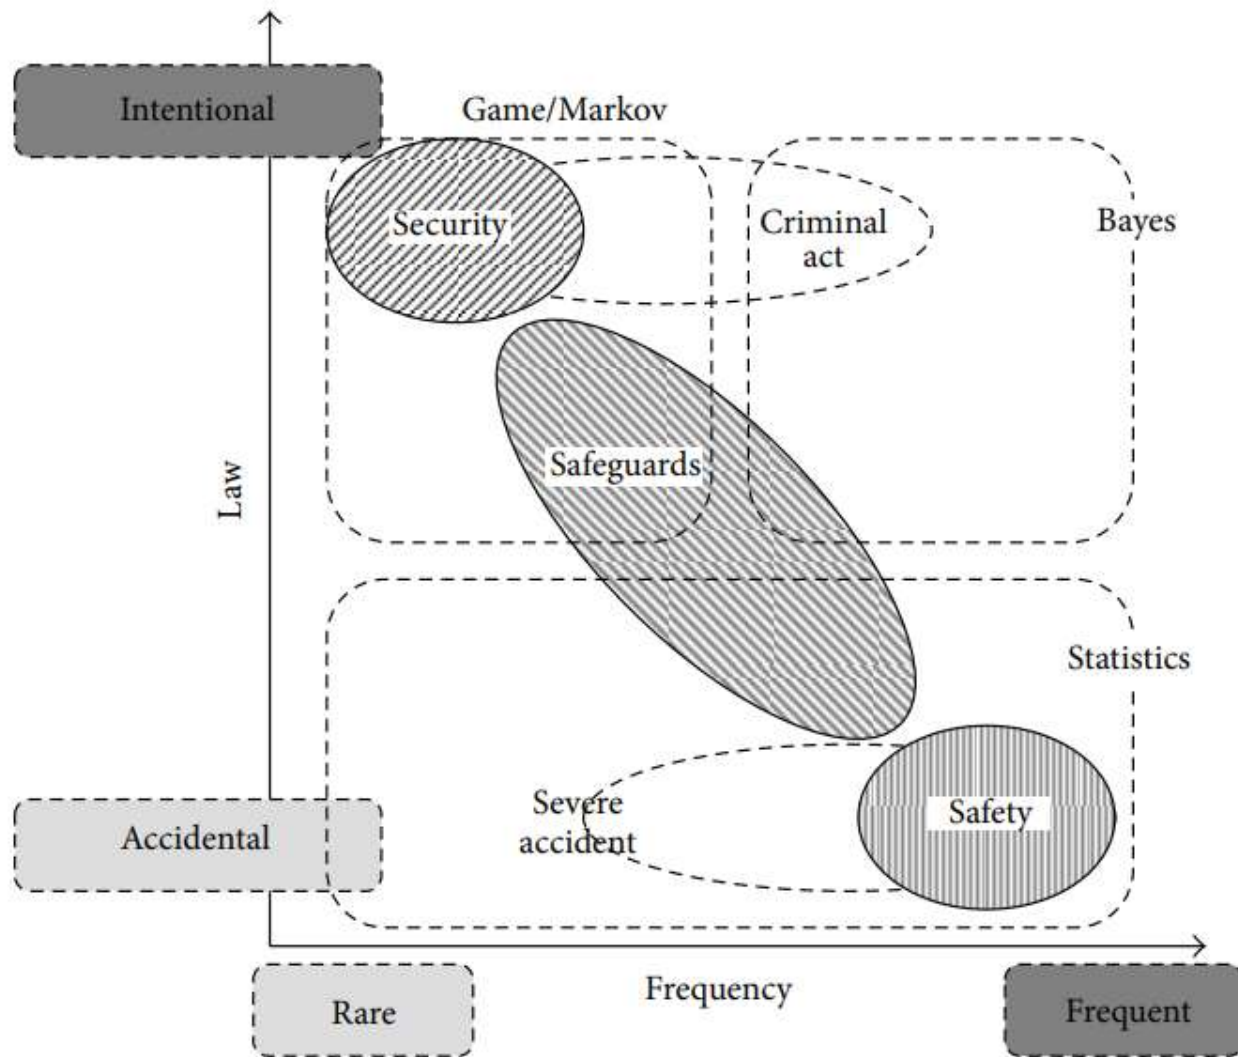 Intentional
Game/Markov
Security
Criminal
act
Bayes
Safeguards
Law
Statistics
Severe
accident
Safety
Accidental
Rare
Frequency
Frequent